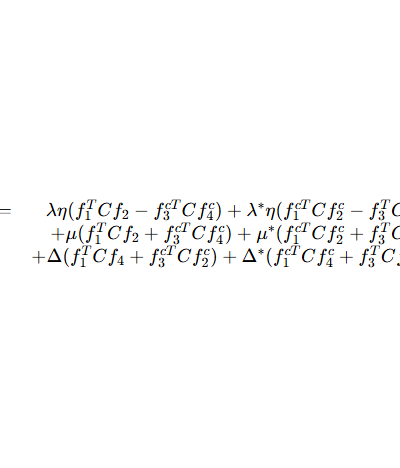 = λη(f_1^T C f_2 − f_3^{cT} C f_4^c) + λ^* η(f_1^{cT} C f_2^c − f_3^T C
+μ(f_1^T C f_2 + f_3^{cT} C f_4^c) + μ^*(f_1^{cT} C f_2^c + f_3^T C
+Δ(f_1^T C f_4 + f_3^{cT} C f_2^c) + Δ^*(f_1^{cT} C f_4^c + f_3^T C